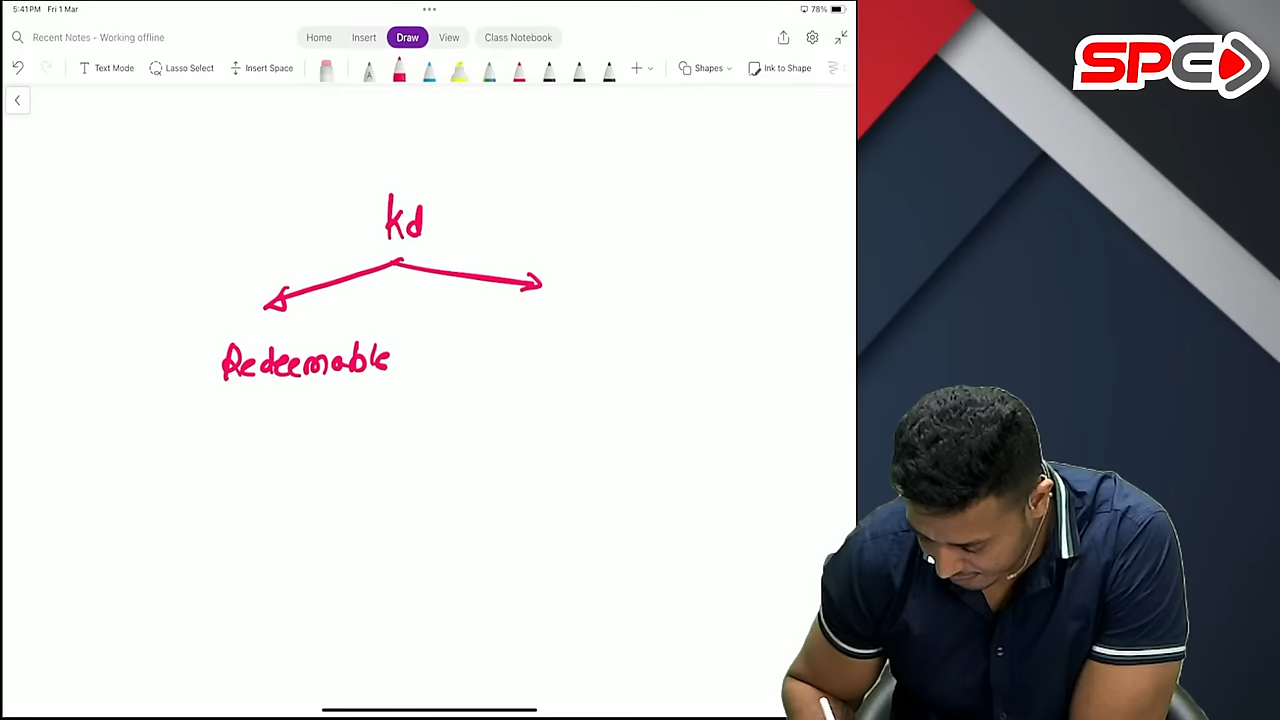 5:41 PM Fri 1 Mar
78%
Recent Notes - Working offline
Home Insert Draw View Class Notebook
Text Mode Lasso Select Insert Space Shapes Ink to Shape
SPE
kd
Redeemable